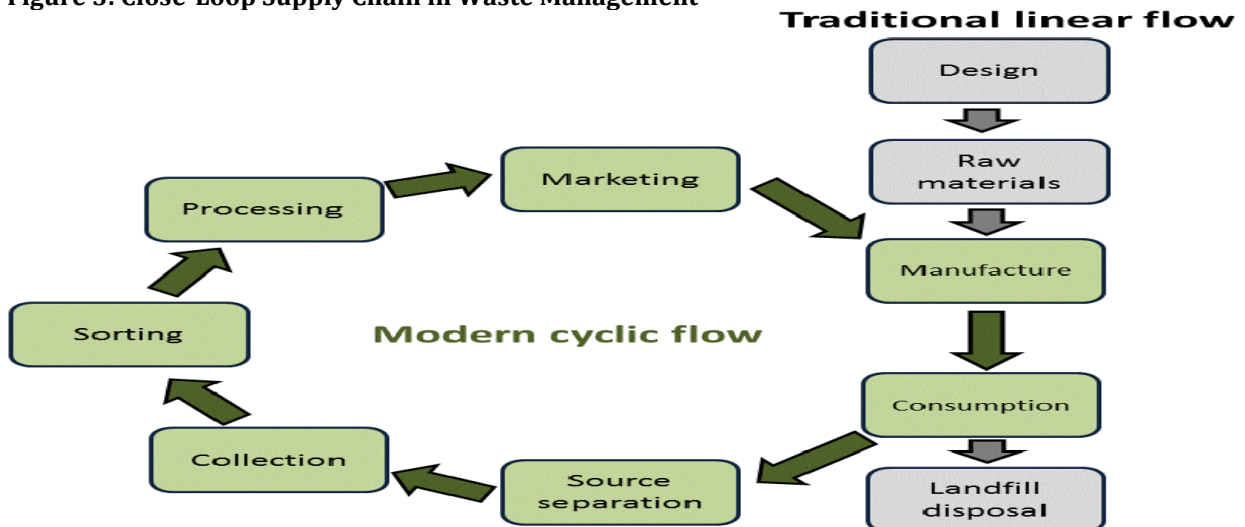 Figure 3: Close-Loop Supply Chain in Waste Management
Traditional linear flow
Design
Raw
materials
Marketing
Processing
Manufacture
Sorting
Modern cyclic flow
Consumption
Collection
Source
separation
Landfill
disposal